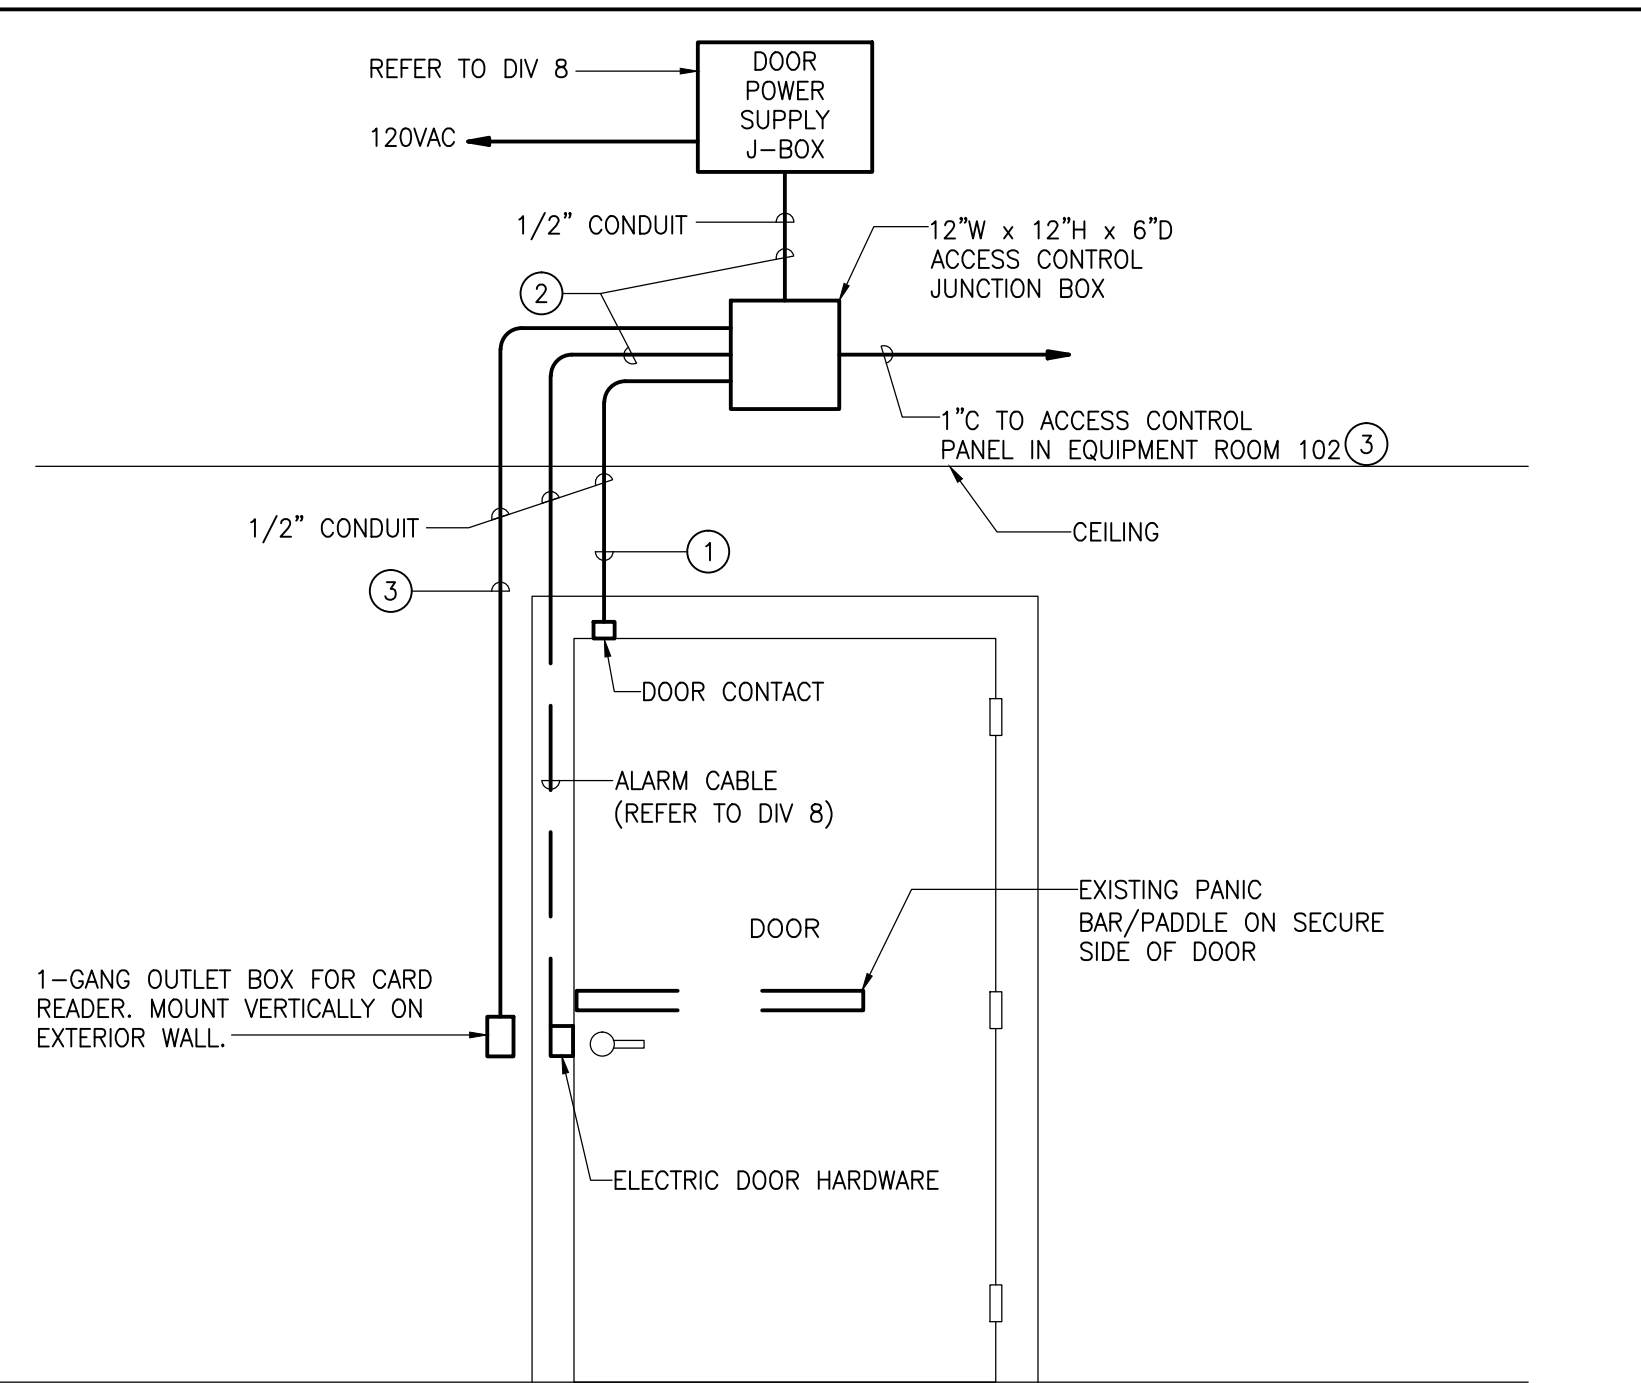 REFER TO DIV 8
DOOR
POWER
SUPPLY
J-BOX
120VAC
1/2" CONDUIT
12"W x 12"H x 6"D
ACCESS CONTROL
JUNCTION BOX
2
1"C TO ACCESS CONTROL
PANEL IN EQUIPMENT ROOM 102
3
1/2" CONDUIT
CEILING
1
3
DOOR CONTACT
ALARM CABLE
(REFER TO DIV 8)
EXISTING PANIC
BAR/PADDLE ON SECURE
SIDE OF DOOR
DOOR
1-GANG OUTLET BOX FOR CARD
READER. MOUNT VERTICALLY ON
EXTERIOR WALL.
ELECTRIC DOOR HARDWARE